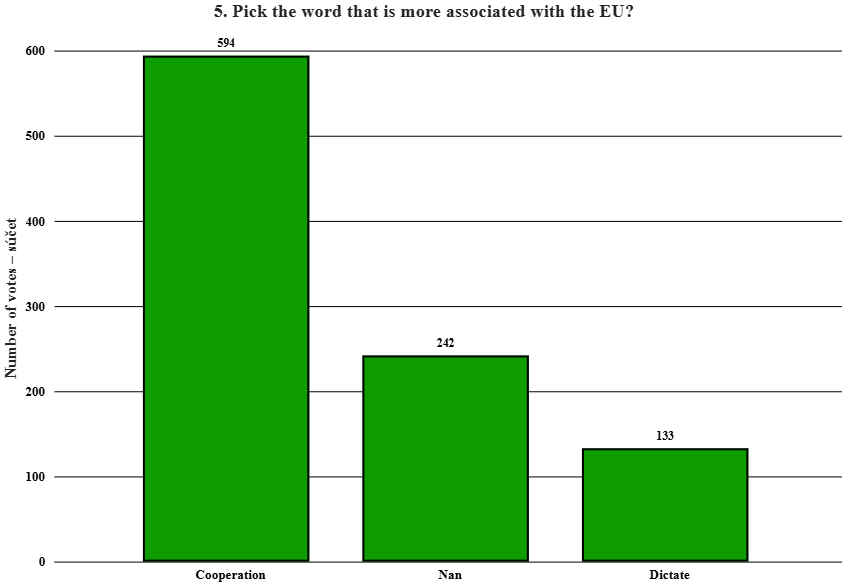 5. Pick the word that is more associated with the EU?
Number of votes – súčet
600
500
400
300
200
100
0
594
242
133
Cooperation
Nan
Dictate